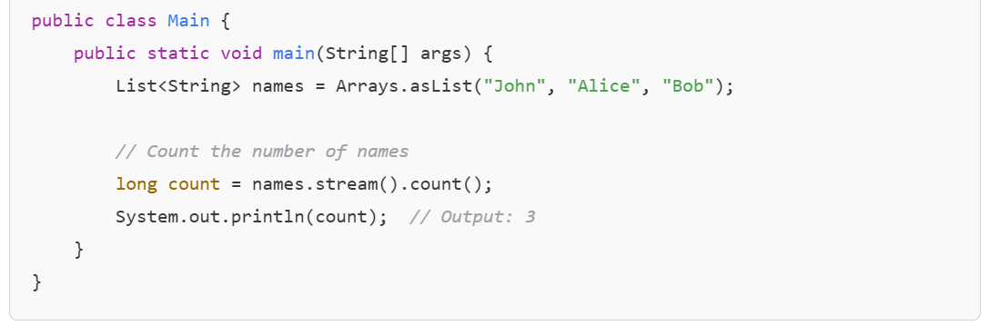 public class Main {
    public static void main(String[] args) {
        List<String> names = Arrays.asList("John", "Alice", "Bob");

        // Count the number of names
        long count = names.stream().count();
        System.out.println(count);  // Output: 3
    }
}